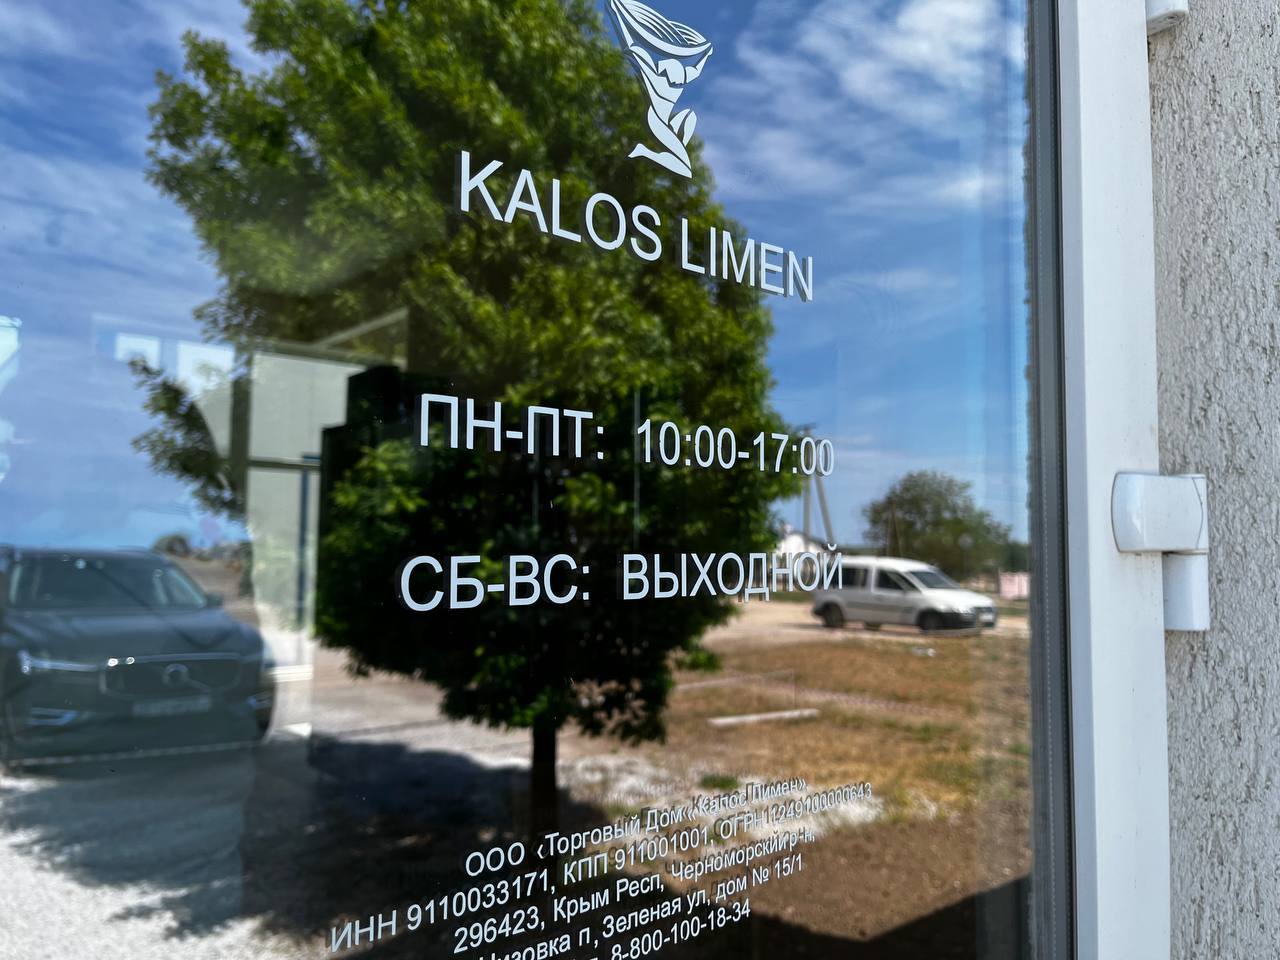 KALOS LIMEN
ПН-ПТ: 10:00-17:00
СБ-ВС: ВЫХОДНОЙ
ООО «Торговый Дом «Калос Лимен»
ИНН 9110033171, КПП 911001001, ОГРН 1249100000643
296423, Крым Респ, Черноморский р-н,
п, Зеленая ул, дом № 15/1
8-800-100-18-34